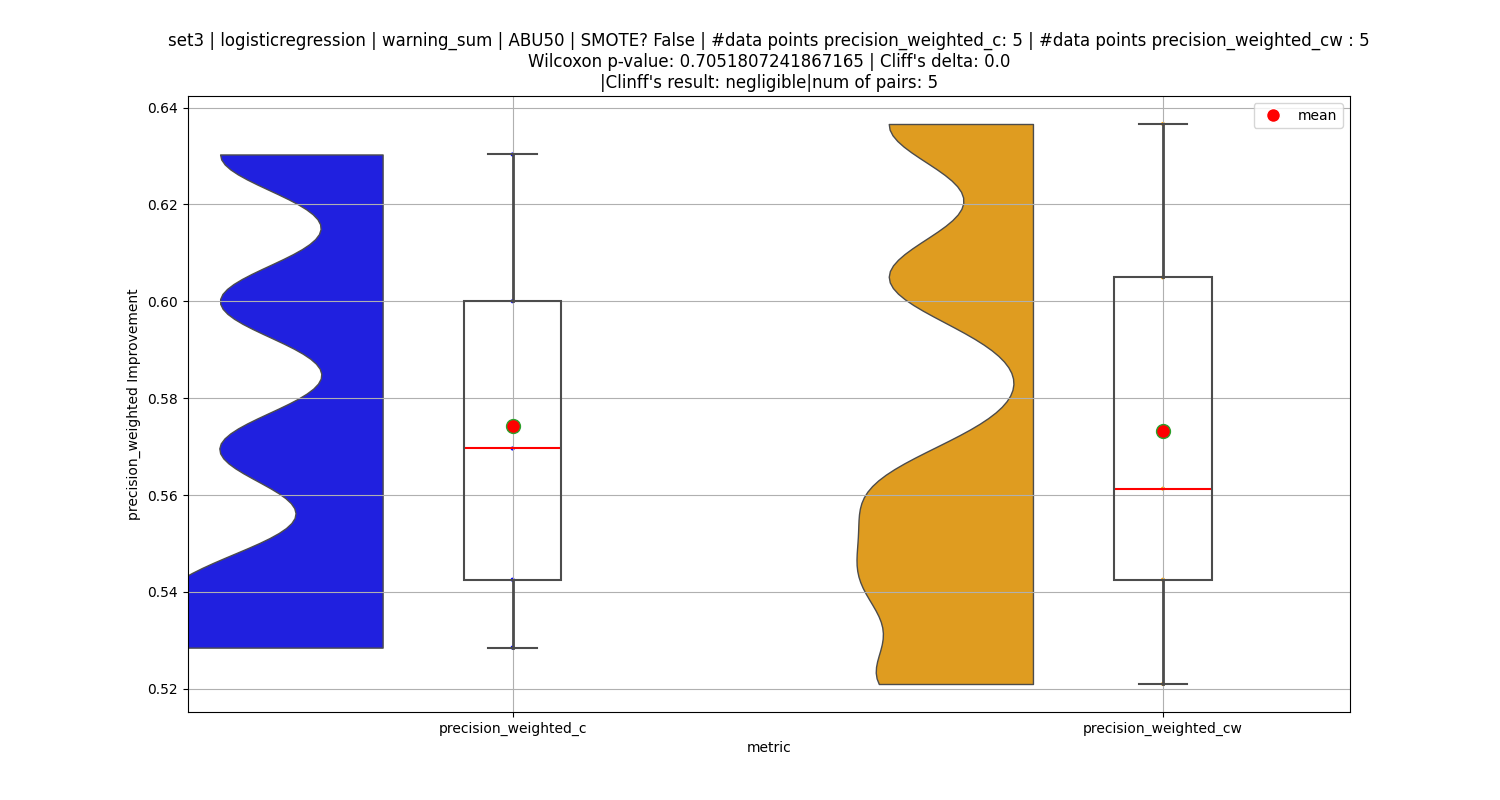 set3 | logisticregression | warning_sum | ABU50 | SMOTE? False | #data points precision_weighted_c: 5 | #data points precision_weighted_cw : 5
Wilcoxon p-value: 0.7051807241867165 | Cliff's delta: 0.0
|Clinff's result: negligible|num of pairs: 5
mean
precision_weighted Improvement
0.64
0.62
0.60
0.58
0.56
0.54
0.52
precision_weighted_c
precision_weighted_cw
metric